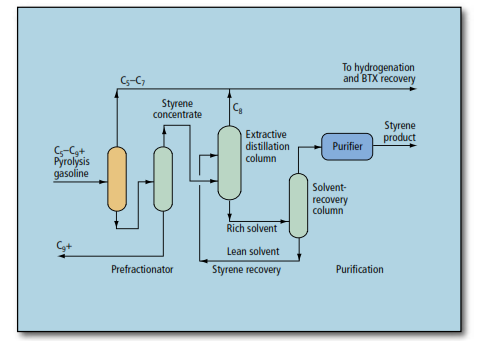 To hydrogenation
and BTX recovery
C₅–C₇
Styrene
concentrate
C₈
Extractive
distillation
column
Purifier
Styrene
product
C₅–C₉+
Pyrolysis
gasoline
Solvent-
recovery
column
Rich solvent
Lean solvent
C₉+
Prefractionator
Styrene recovery
Purification